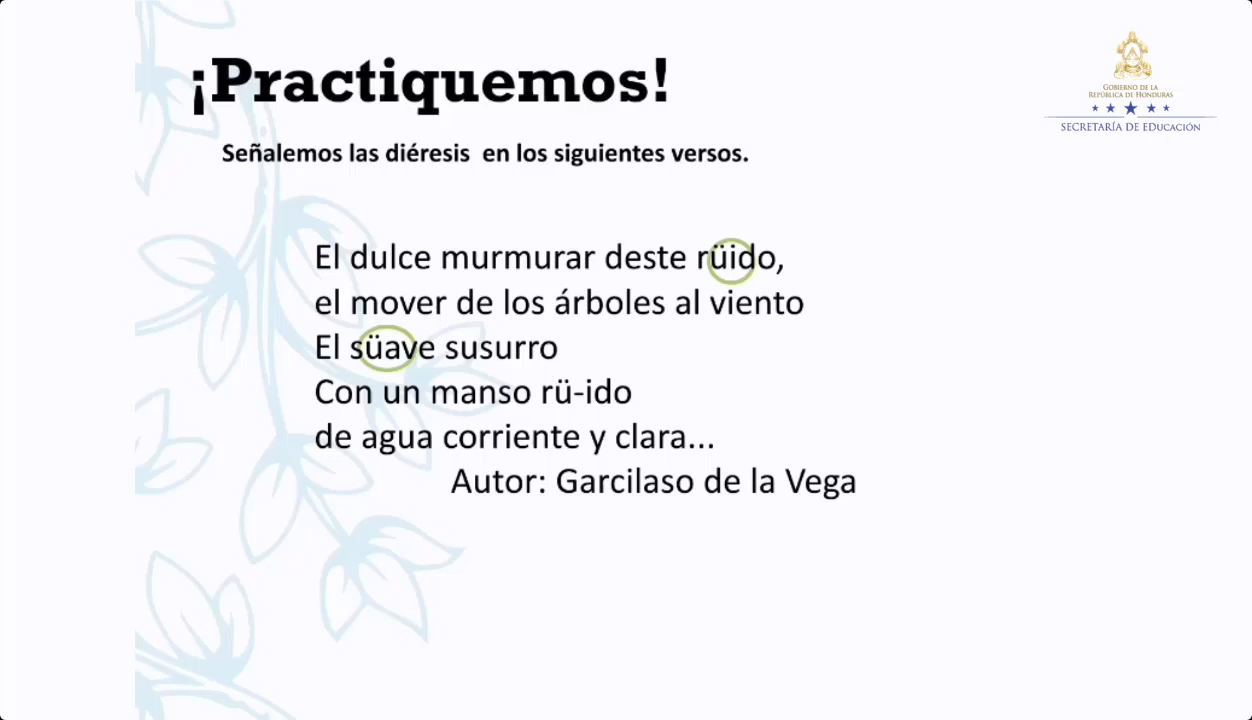 ¡Practiquemos!
GOBIERNO DE LA
REPÚBLICA DE HONDURAS
SECRETARÍA DE EDUCACIÓN
Señalemos las diéresis en los siguientes versos.
El dulce murmurar deste rüido,
el mover de los árboles al viento
El süave susurro
Con un manso rü-ido
de agua corriente y clara...
Autor: Garcilaso de la Vega